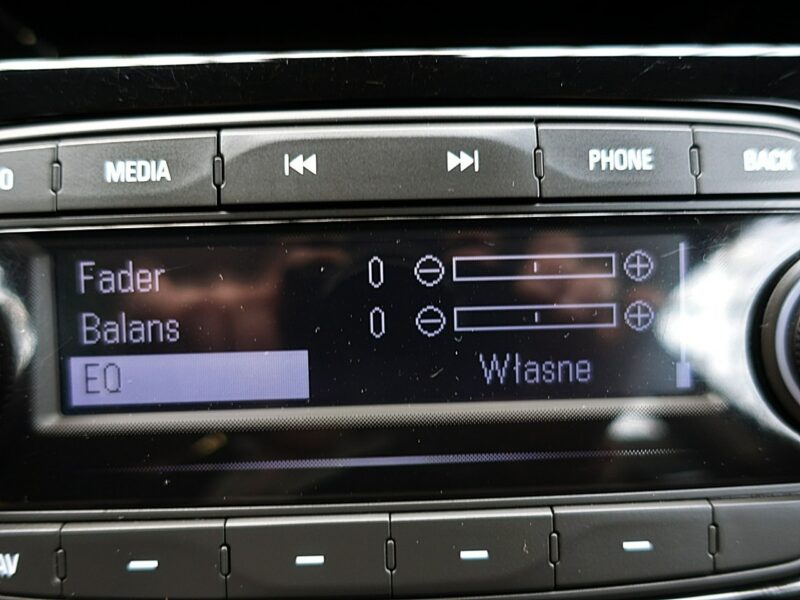 MEDIA PHONE BACK
Fader 0
Balans 0
EQ Własne